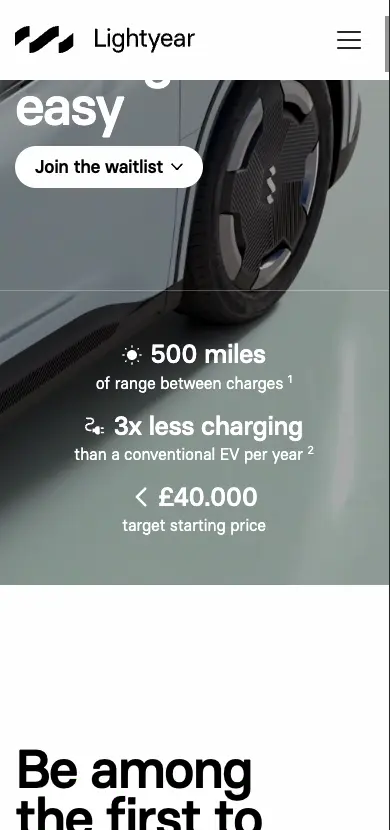 Lightyear
easy
Join the waitlist
500 miles
of range between charges ¹
3x less charging
than a conventional EV per year ²
< £40.000
target starting price
Be among
the first to